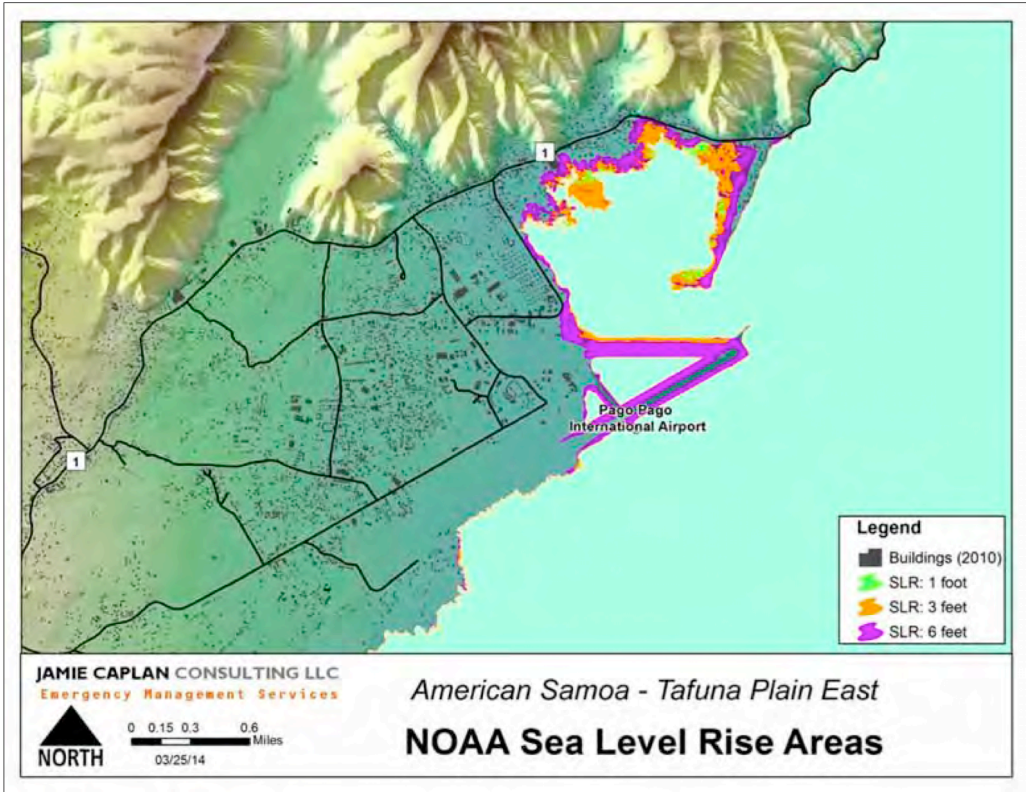 1
Pago Pago
International Airport
1
Legend
Buildings (2010)
SLR: 1 foot
SLR: 3 feet
SLR: 6 feet
JAMIE CAPLAN CONSULTING LLC
Emergency Management Services
NORTH
0 0.15 0.3 0.6
Miles
03/25/14
American Samoa - Tafuna Plain East
NOAA Sea Level Rise Areas